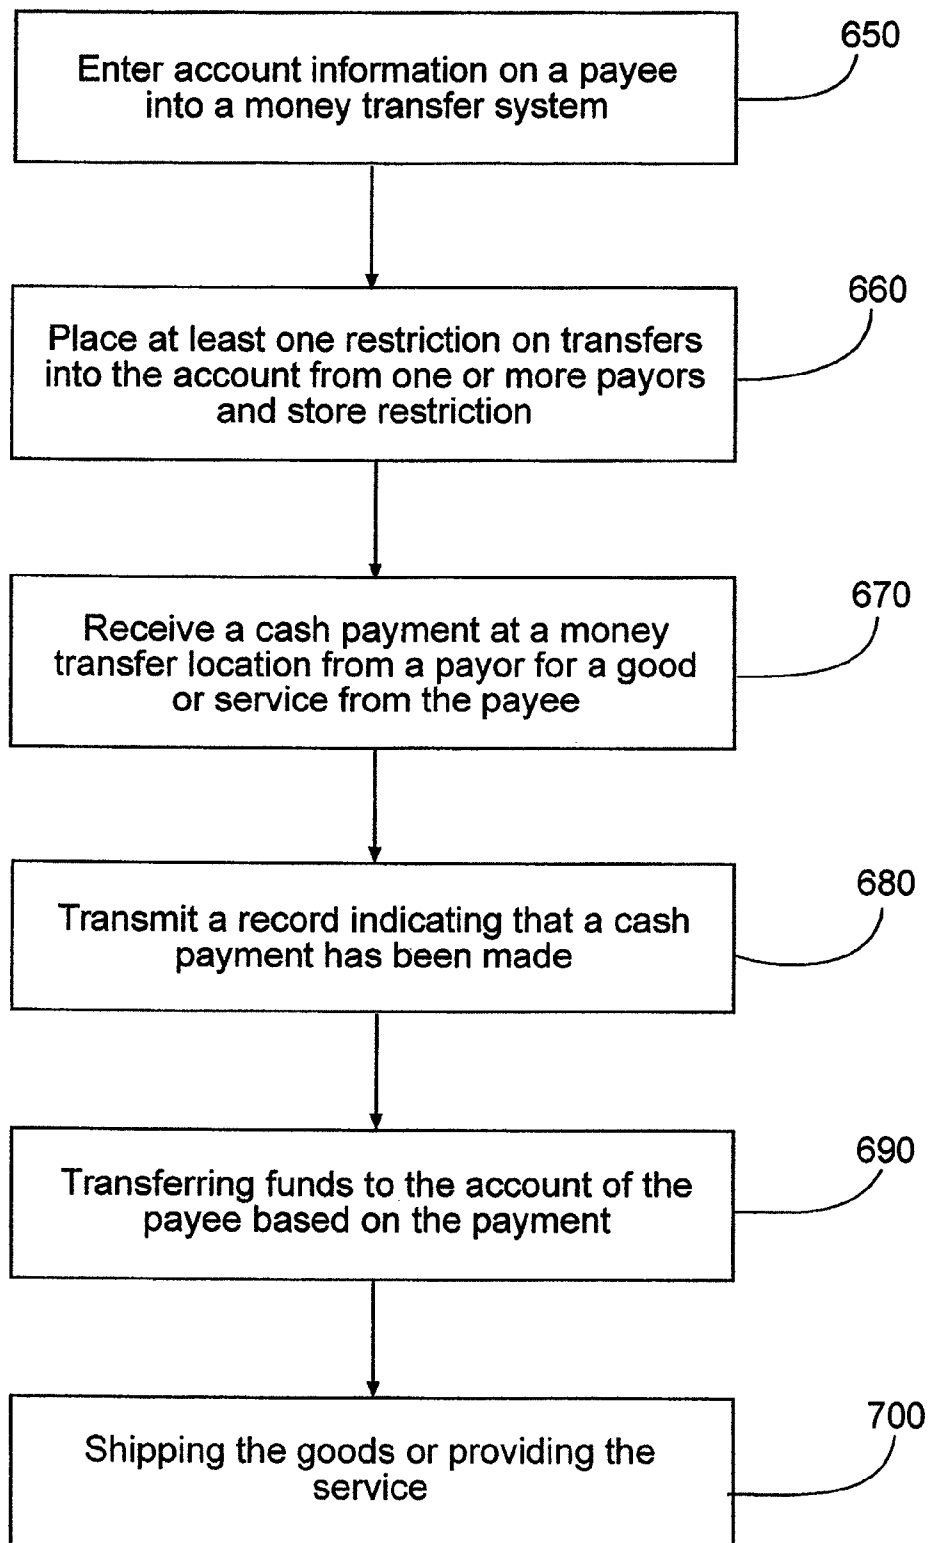 650
Enter account information on a payee
into a money transfer system
660
Place at least one restriction on transfers
into the account from one or more payors
and store restriction
670
Receive a cash payment at a money
transfer location from a payor for a good
or service from the payee
680
Transmit a record indicating that a cash
payment has been made
690
Transferring funds to the account of the
payee based on the payment
700
Shipping the goods or providing the
service